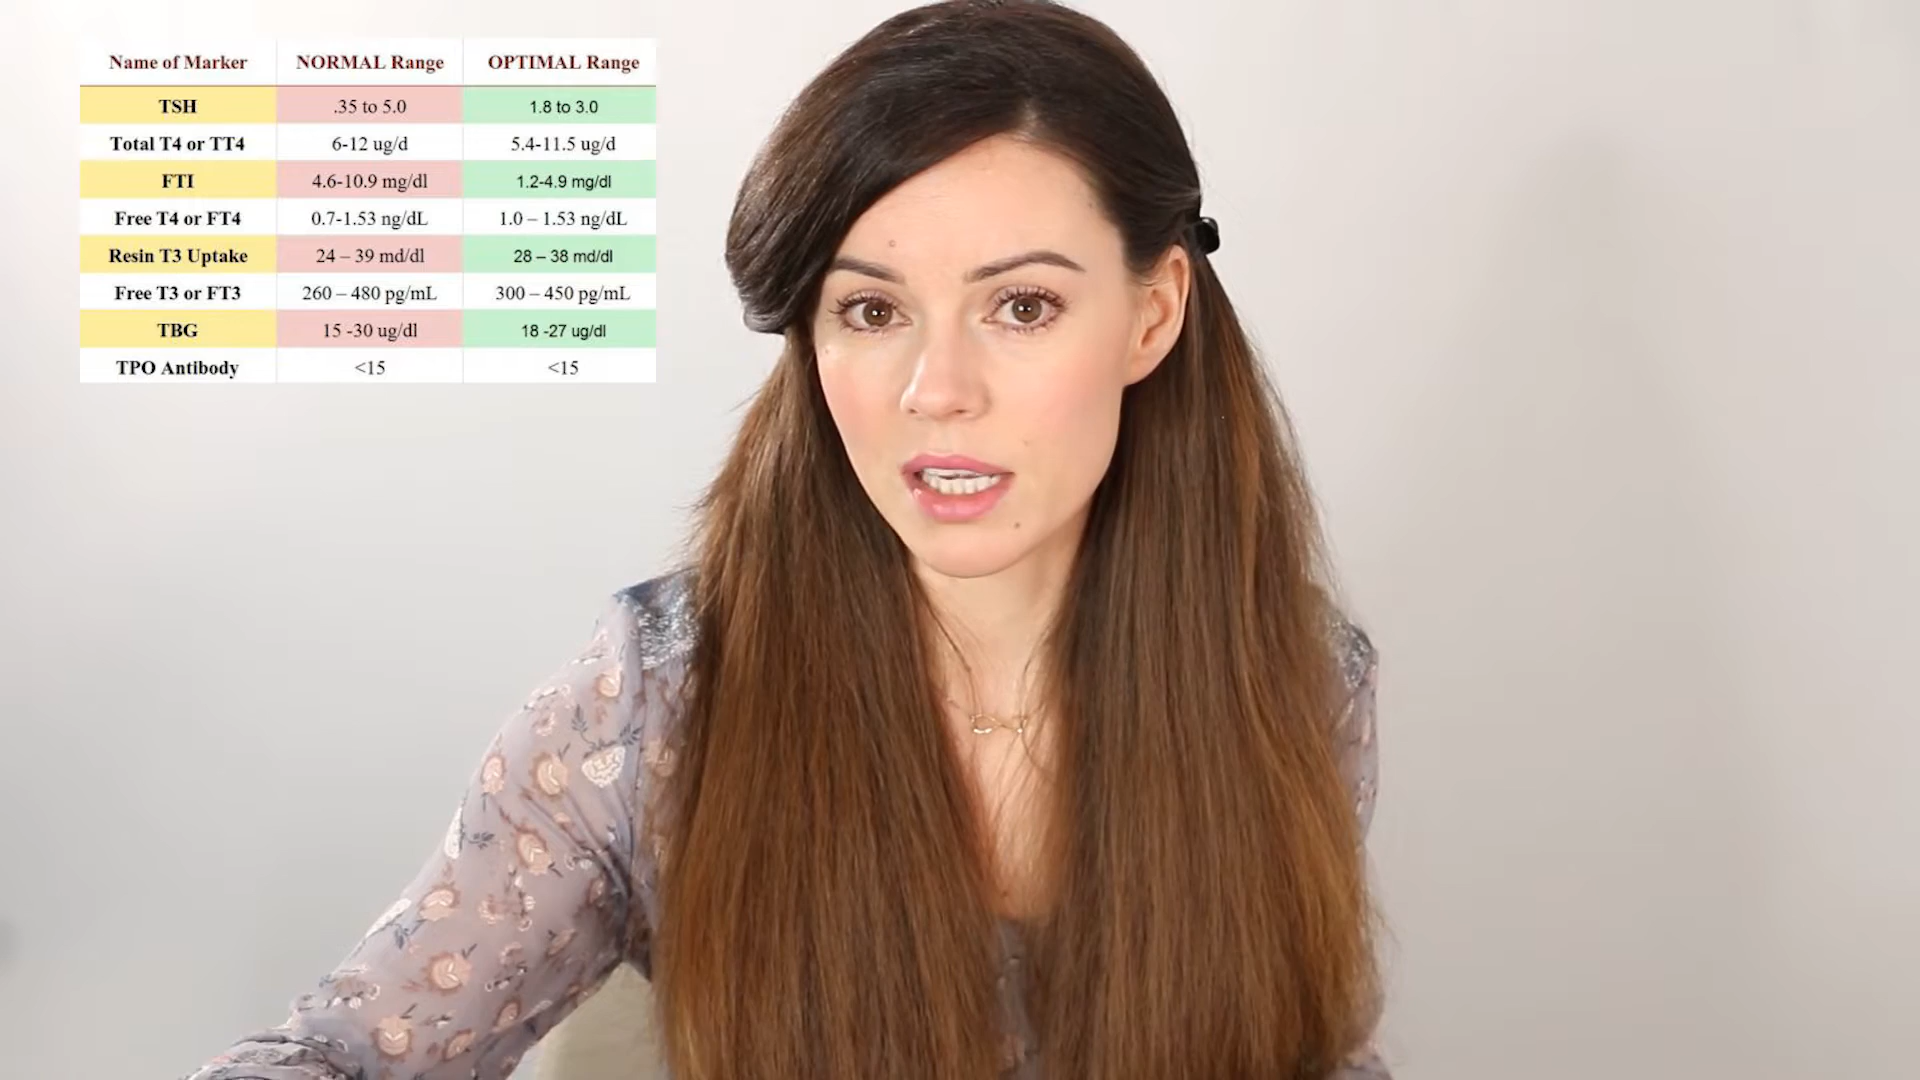 Name of Marker NORMAL Range OPTIMAL Range
TSH .35 to 5.0 1.8 to 3.0
Total T4 or TT4 6-12 ug/d 5.4-11.5 ug/d
FTI 4.6-10.9 mg/dl 1.2-4.9 mg/dl
Free T4 or FT4 0.7-1.53 ng/dL 1.0 – 1.53 ng/dL
Resin T3 Uptake 24 – 39 md/dl 28 – 38 md/dl
Free T3 or FT3 260 – 480 pg/mL 300 – 450 pg/mL
TBG 15 -30 ug/dl 18 -27 ug/dl
TPO Antibody <15 <15